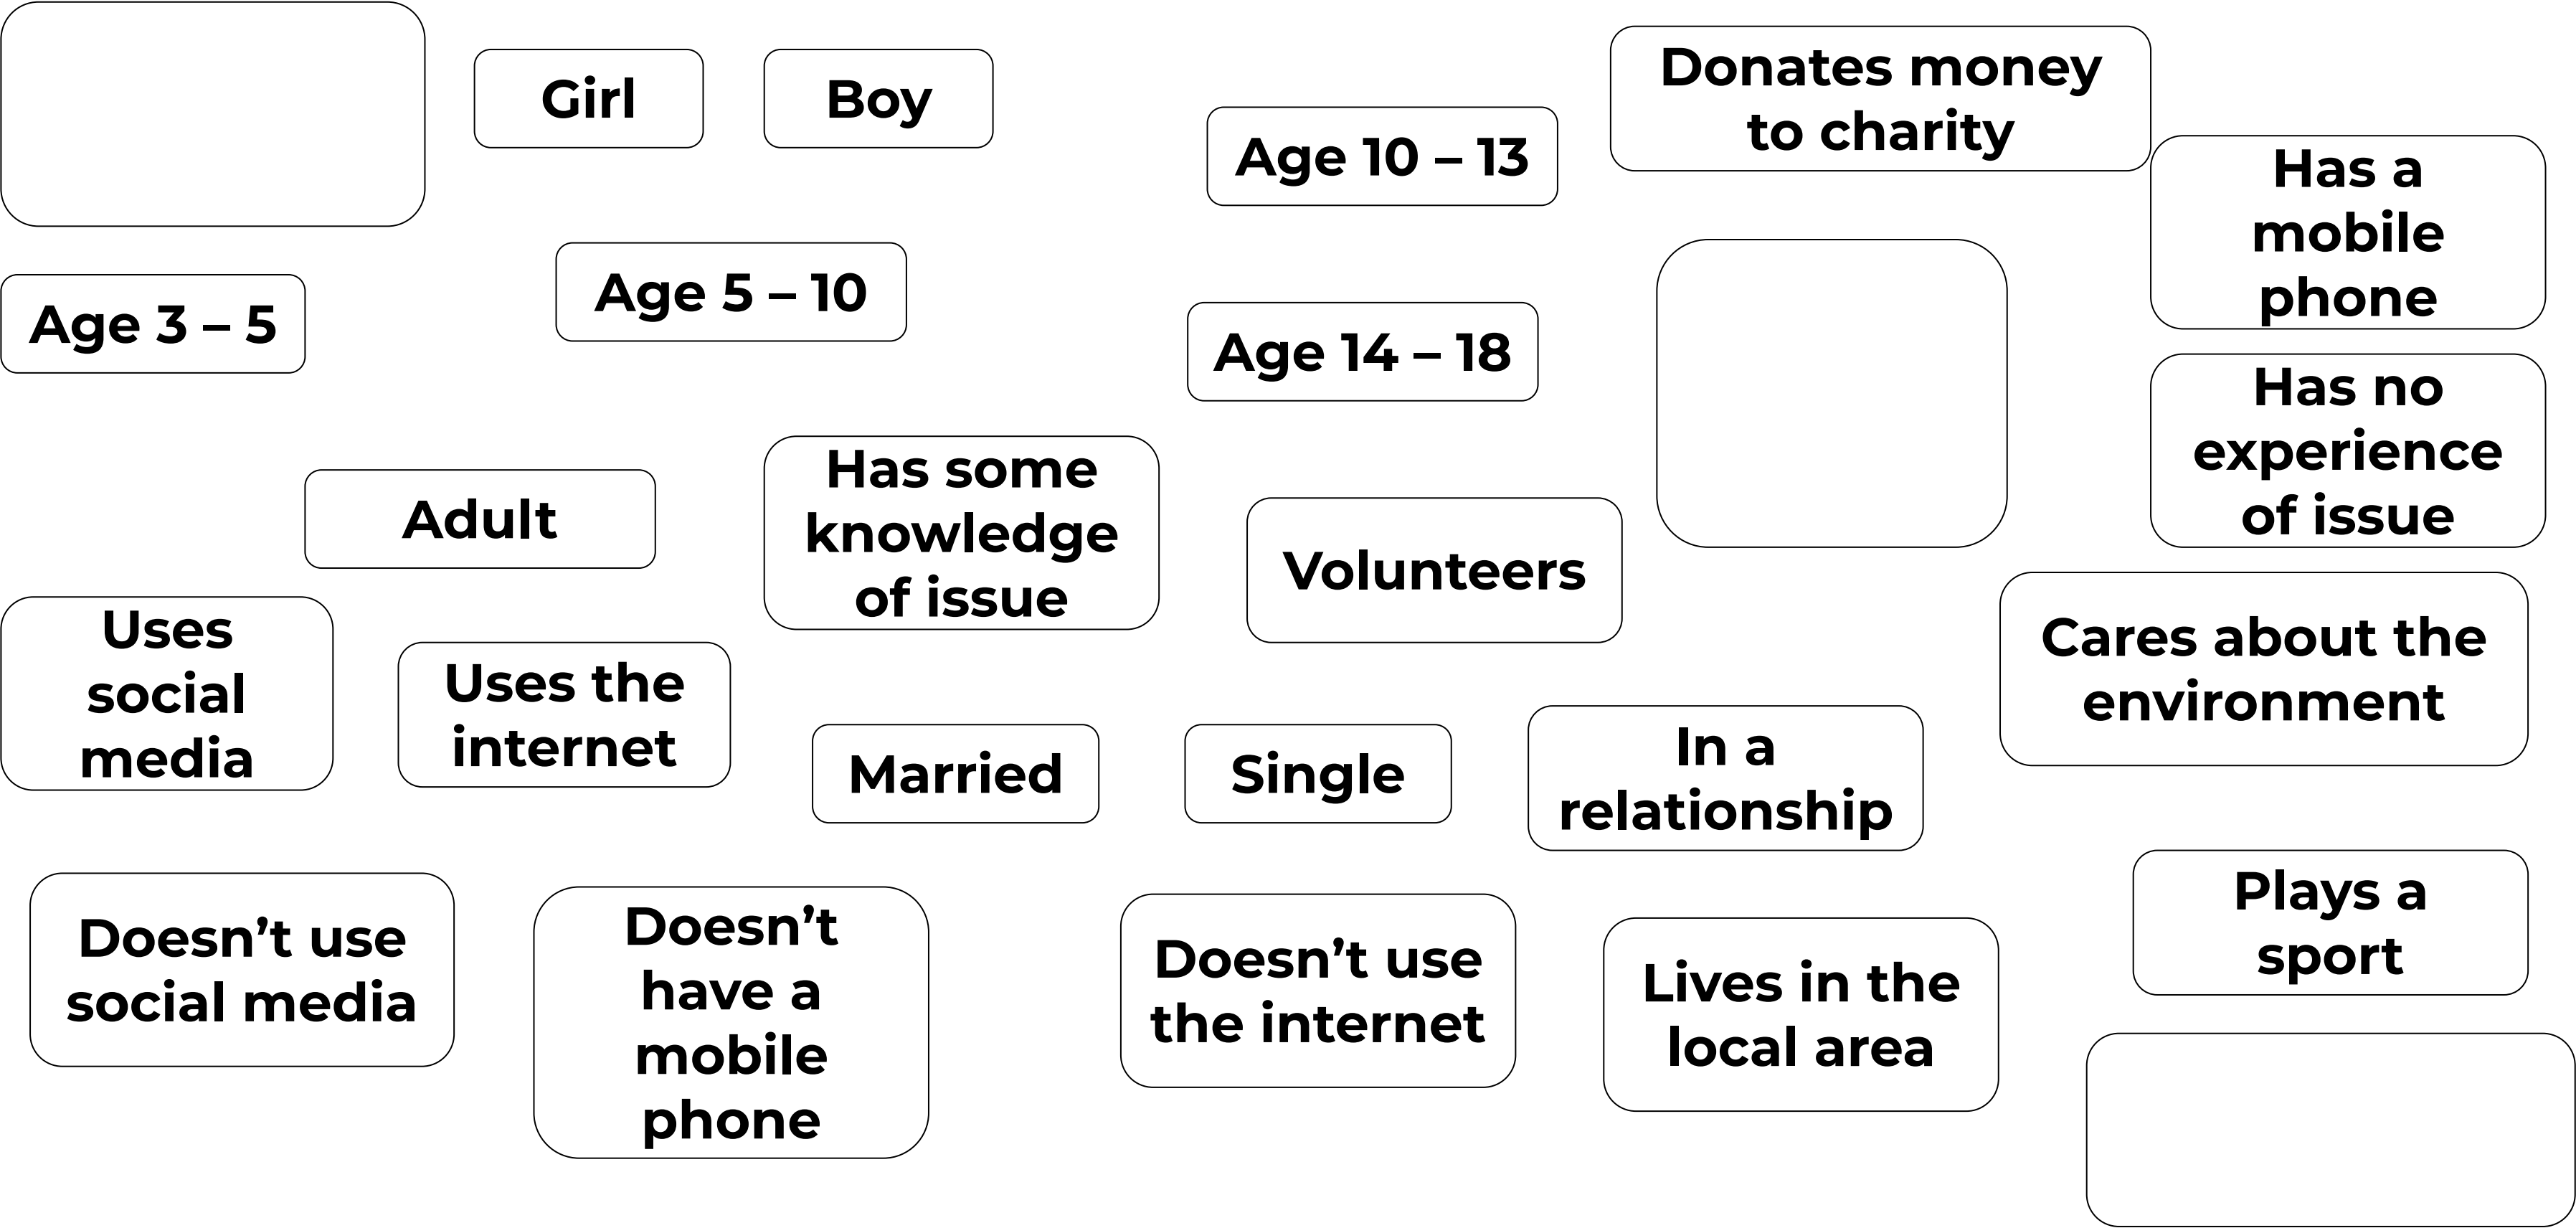 Girl
Boy
Donates money
to charity
Age 10 – 13
Has a
mobile
phone
Age 3 – 5
Age 5 – 10
Age 14 – 18
Has no
experience
of issue
Adult
Has some
knowledge
of issue
Volunteers
Cares about the
environment
Uses
social
media
Uses the
internet
Married
Single
In a
relationship
Doesn’t use
social media
Doesn’t
have a
mobile
phone
Doesn’t use
the internet
Lives in the
local area
Plays a
sport